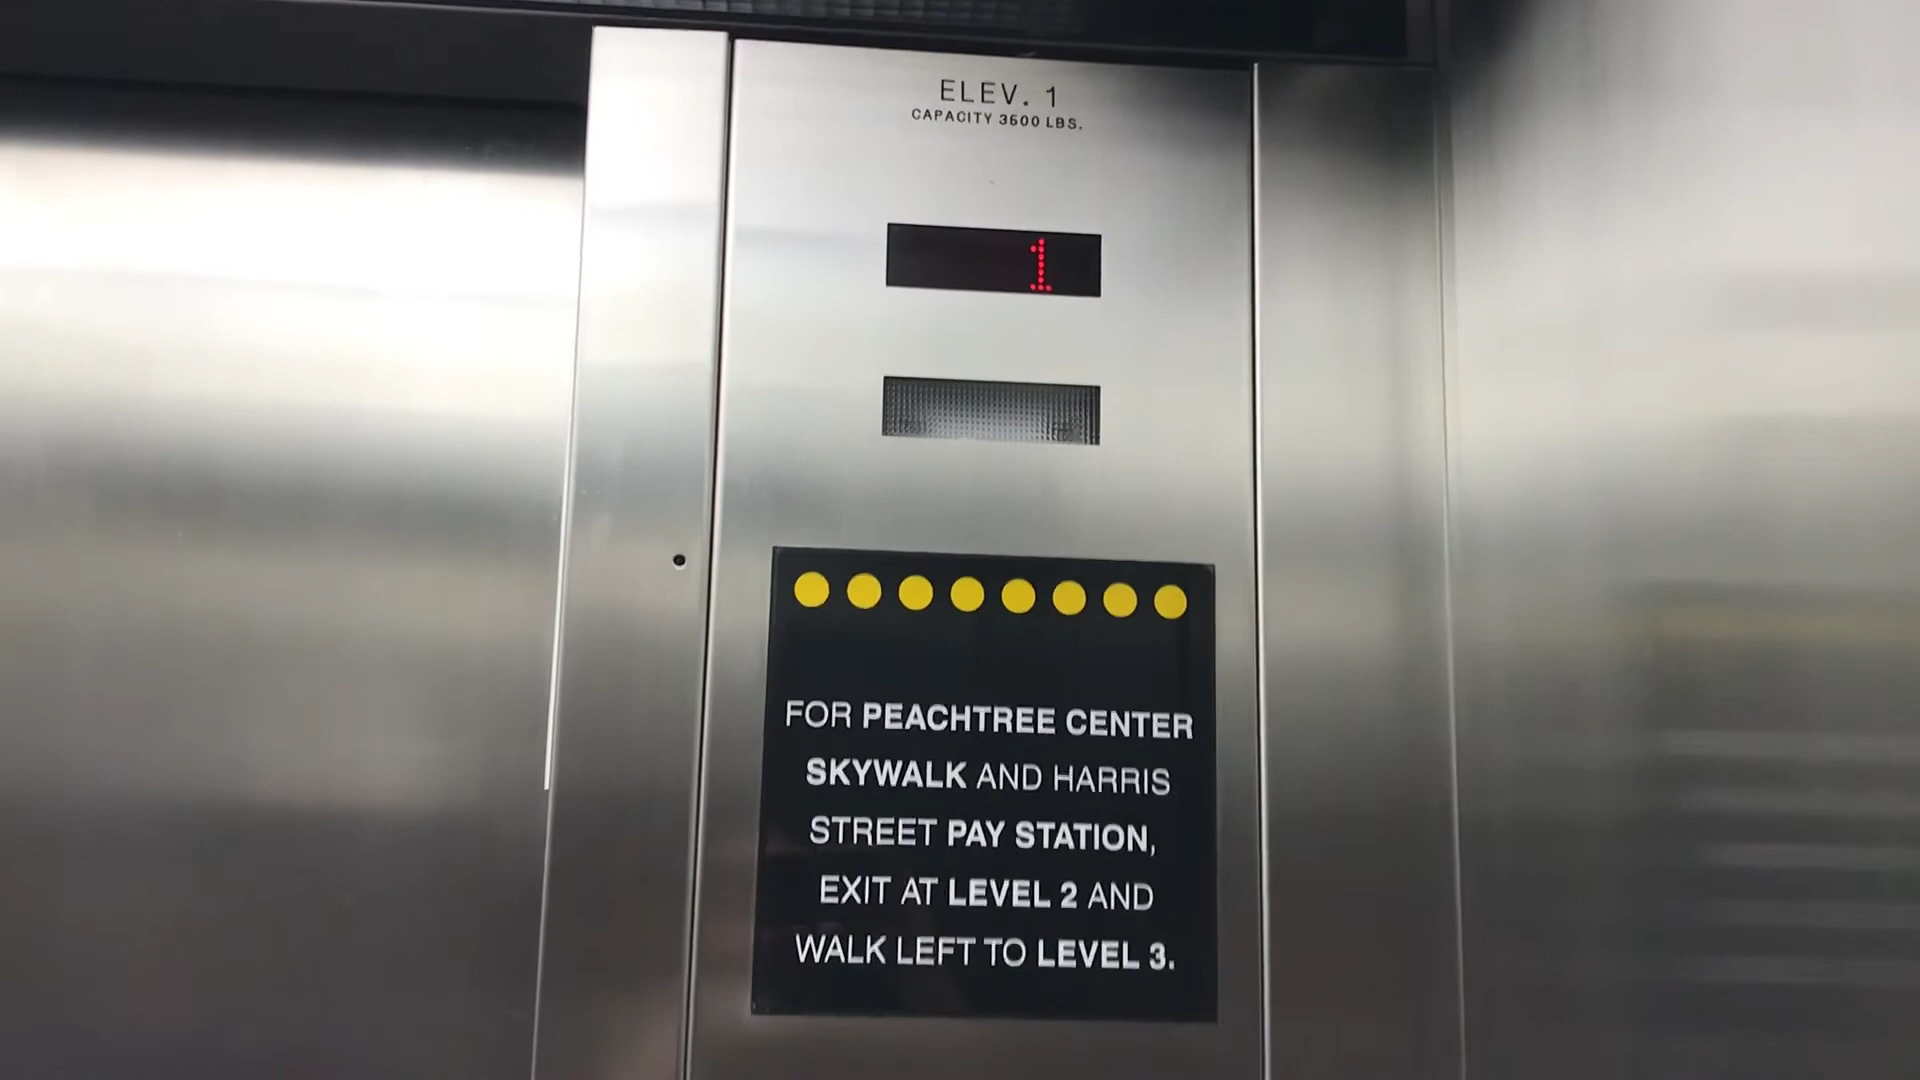 ELEV. 1
CAPACITY 3500 LBS.
1
FOR PEACHTREE CENTER
SKYWALK AND HARRIS
STREET PAY STATION,
EXIT AT LEVEL 2 AND
WALK LEFT TO LEVEL 3.